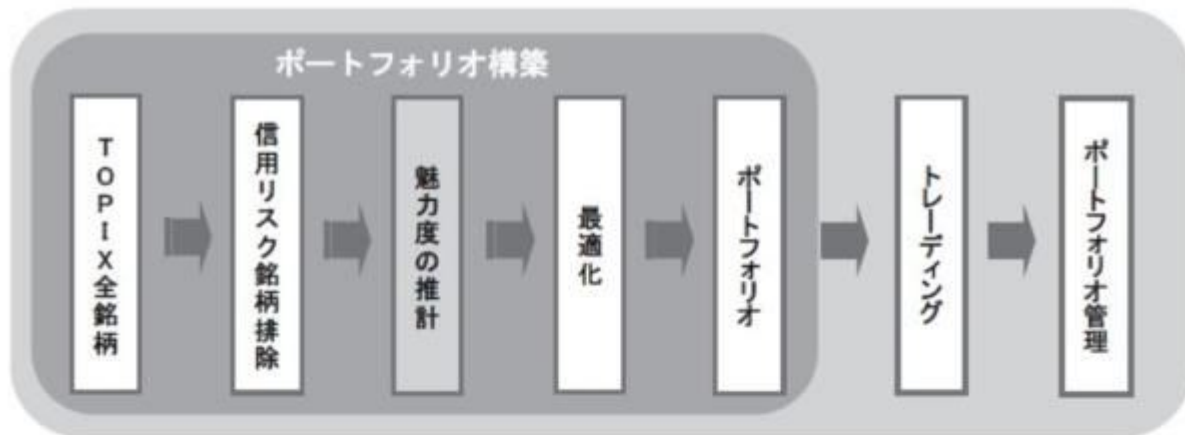 ポートフォリオ構築
TOPIX全銘柄
信用リスク銘柄排除
魅力度の推計
最適化
ポートフォリオ
トレーディング
ポートフォリオ管理